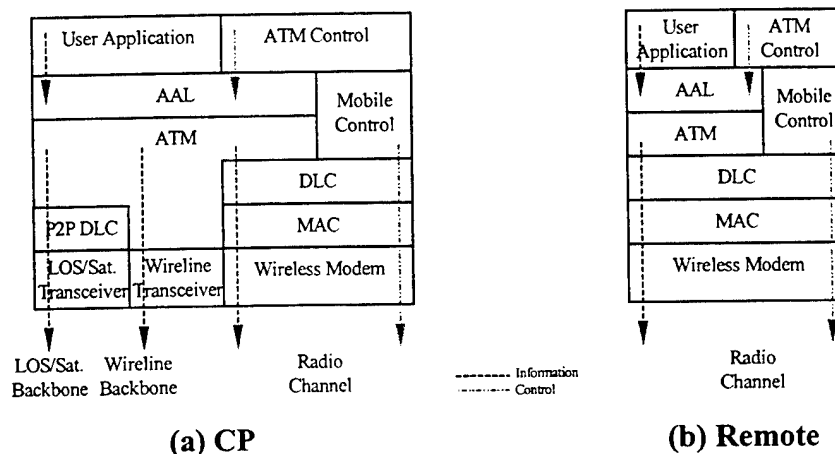 User Application
ATM Control
AAL
Mobile
Control
ATM
DLC
P2P DLC
MAC
LOS/Sat.
Transceiver
Wireline
Transceiver
Wireless Modem
LOS/Sat.
Backbone
Wireline
Backbone
Radio
Channel
Information
Control
(a) CP
User
Application
ATM
Control
AAL
Mobile
Control
ATM
DLC
MAC
Wireless Modem
Radio
Channel
(b) Remote